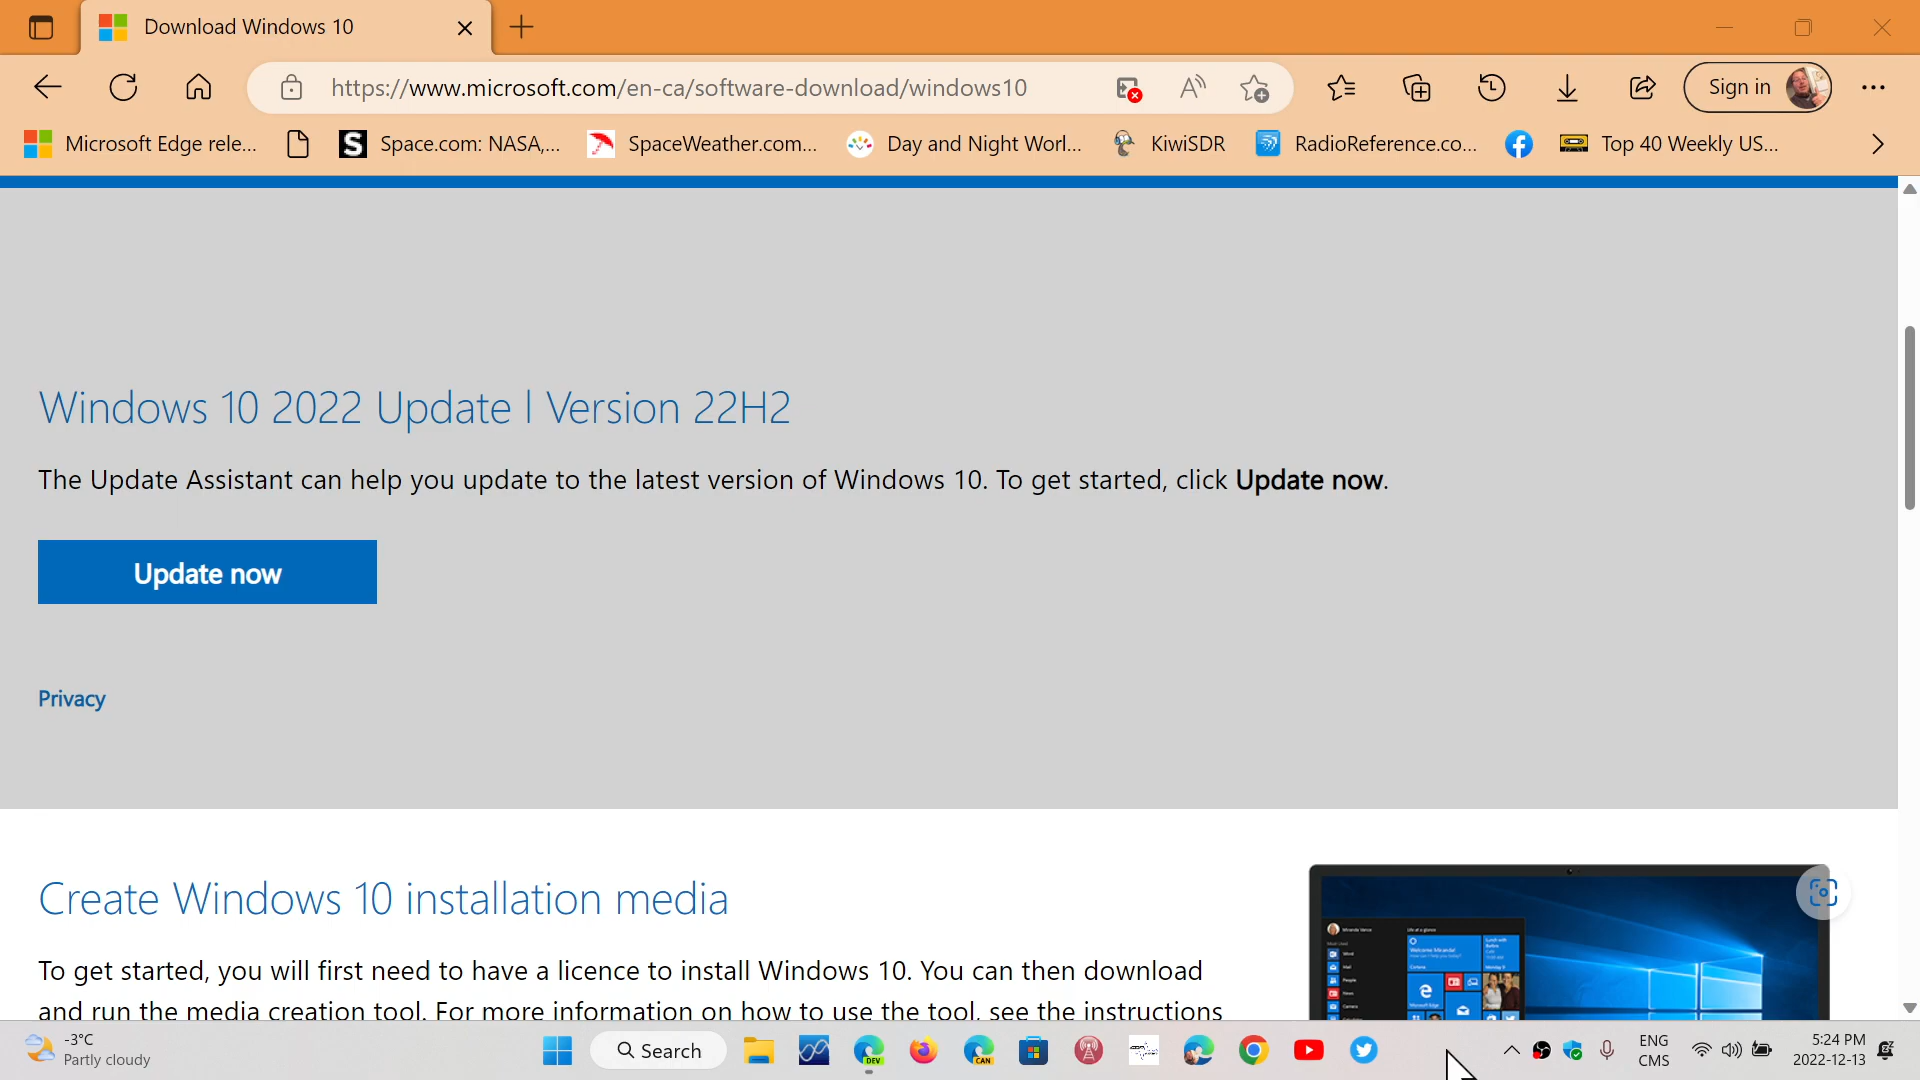 Download Windows 10
https://www.microsoft.com/en-ca/software-download/windows10
Sign in
Microsoft Edge rele...
Space.com: NASA,...
SpaceWeather.com...
Day and Night Worl...
KiwiSDR
RadioReference.co...
Top 40 Weekly US...
Windows 10 2022 Update l Version 22H2
The Update Assistant can help you update to the latest version of Windows 10. To get started, click Update now.
Update now
Privacy
Create Windows 10 installation media
To get started, you will first need to have a licence to install Windows 10. You can then download
and run the media creation tool. For more information on how to use the tool, see the instructions
-3°C
Partly cloudy
Search
DEV
CAN
ENG
CMS
5:24 PM
2022-12-13